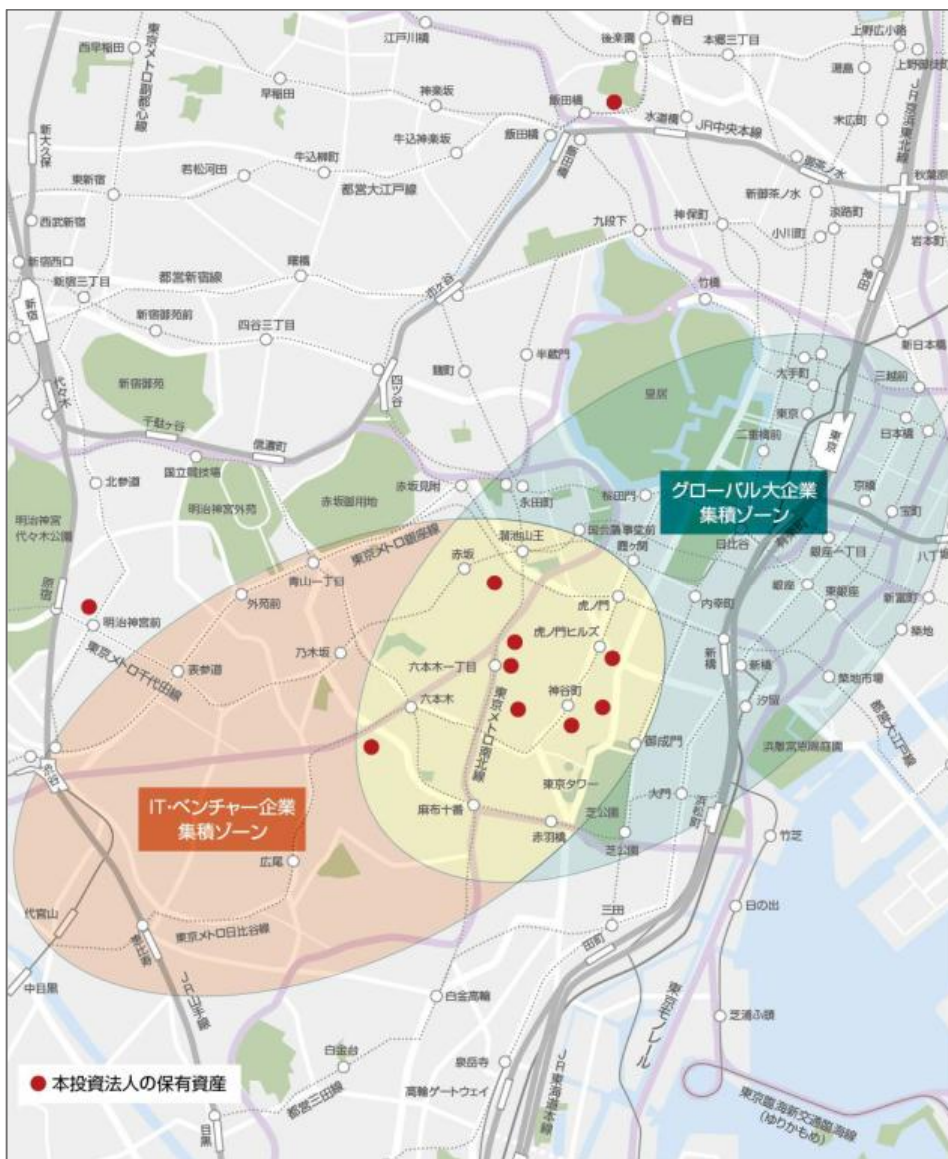 江戸川橋
春日
後楽園
本郷三丁目
上野広小路
上野御徒町
西早稲田
東京メトロ副都心線
湯島
早稲田
神楽坂
飯田橋
水道橋
JR中央本線
末広町
JR京浜東北線
新大久保
牛込神楽坂
飯田橋
飯田橋
御茶ノ水
秋葉原
若松河田
牛込柳町
東新宿
都営大江戸線
新御茶ノ水
淡路町
西武新宿
九段下
神保町
小川町
岩本町
新宿西口
都営新宿線
曙橋
市ヶ谷
神田
新宿三丁目
竹橋
新宿
新宿御苑前
四谷三丁目
半蔵門
新日本橋
麹町
大手町
三越前
新宿御苑
四ツ谷
皇居
代々木
東京
東京
日本橋
千駄ヶ谷
信濃町
二重橋前
国立競技場
北参道
赤坂見附
永田町
桜田門
グローバル大企業
集積ゾーン
京橋
宝町
明治神宮
代々木公園
明治神宮外苑
赤坂御用地
国会議事堂前
霞ヶ関
日比谷
有楽町
銀座一丁目
八丁堀
東京メトロ銀座線
溜池山王
赤坂
青山一丁目
銀座
東銀座
新富町
原宿
外苑前
虎ノ門
内幸町
明治神宮前
築地
乃木坂
虎ノ門ヒルズ
新橋
新橋
表参道
六本木一丁目
東京メトロ千代田線
築地市場
六本木
神谷町
汐留
東京メトロ南北線
都営大江戸線
御成門
浜離宮恩賜庭園
渋谷
東京タワー
大門
浜松町
IT・ベンチャー企業
集積ゾーン
麻布十番
芝公園
赤羽橋
芝公園
竹芝
広尾
代官山
三田
日の出
東京メトロ日比谷線
恵比寿
田町
中目黒
JR山手線
白金高輪
東京モノレール
芝浦ふ頭
白金台
泉岳寺
本投資法人の保有資産
都営三田線
高輪ゲートウェイ
JR東海道本線
目黒
東京臨海新交通臨海線
(ゆりかもめ)